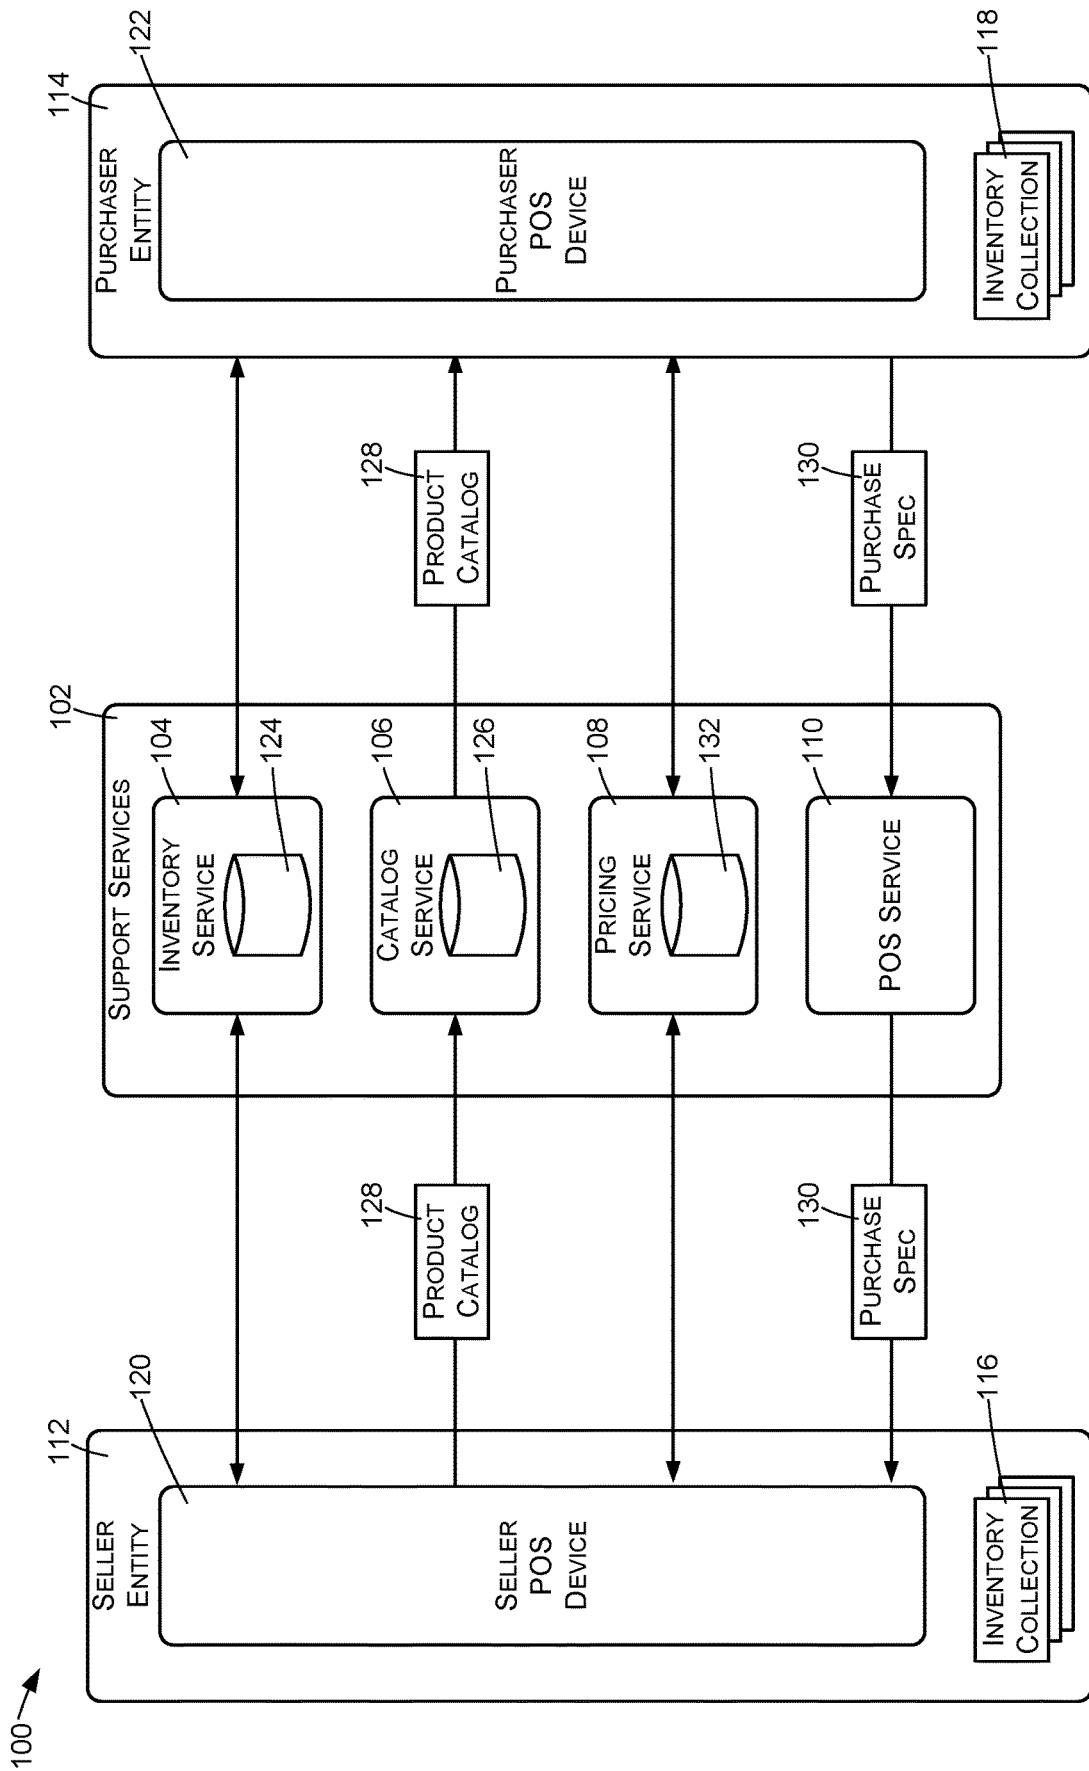 100
SELLER
ENTITY
112
SELLER
POS
DEVICE
120
INVENTORY
COLLECTION
116
PRODUCT
CATALOG
128
PURCHASE
SPEC
130
SUPPORT SERVICES
102
INVENTORY
SERVICE
104
124
CATALOG
SERVICE
106
126
PRICING
SERVICE
108
132
POS SERVICE
110
PRODUCT
CATALOG
128
PURCHASE
SPEC
130
PURCHASER
ENTITY
114
PURCHASER
POS
DEVICE
122
INVENTORY
COLLECTION
118